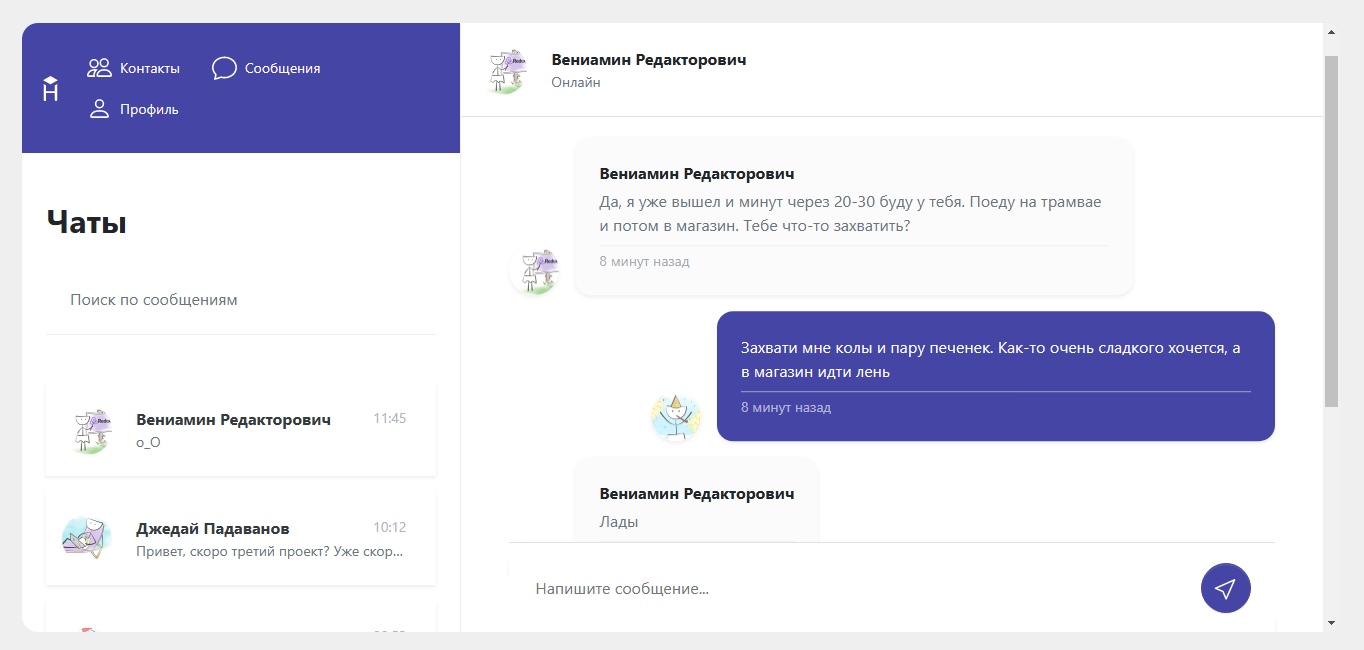 Контакты
Сообщения
Профиль
Чаты
Поиск по сообщениям
Вениамин Редакторович 11:45
о_О
Джедай Падаванов 10:12
Привет, скоро третий проект? Уже скор...
Вениамин Редакторович
Онлайн
Вениамин Редакторович
Да, я уже вышел и минут через 20-30 буду у тебя. Поеду на трамвае
и потом в магазин. Тебе что-то захватить?
8 минут назад
Захвати мне колы и пару печенек. Как-то очень сладкого хочется, а
в магазин идти лень
8 минут назад
Вениамин Редакторович
Лады
Напишите сообщение...